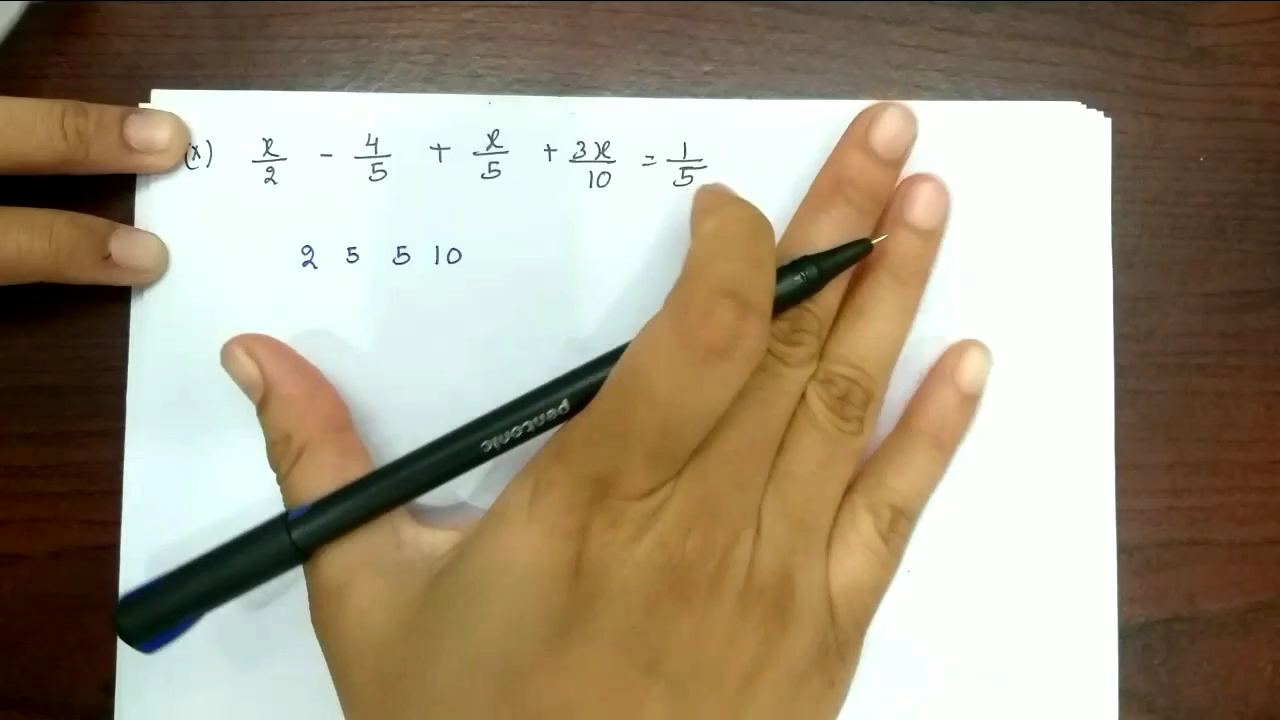 (x) x/2 - 4/5 + x/5 + 3x/10 = 1/5
2 5 5 10
pentonic